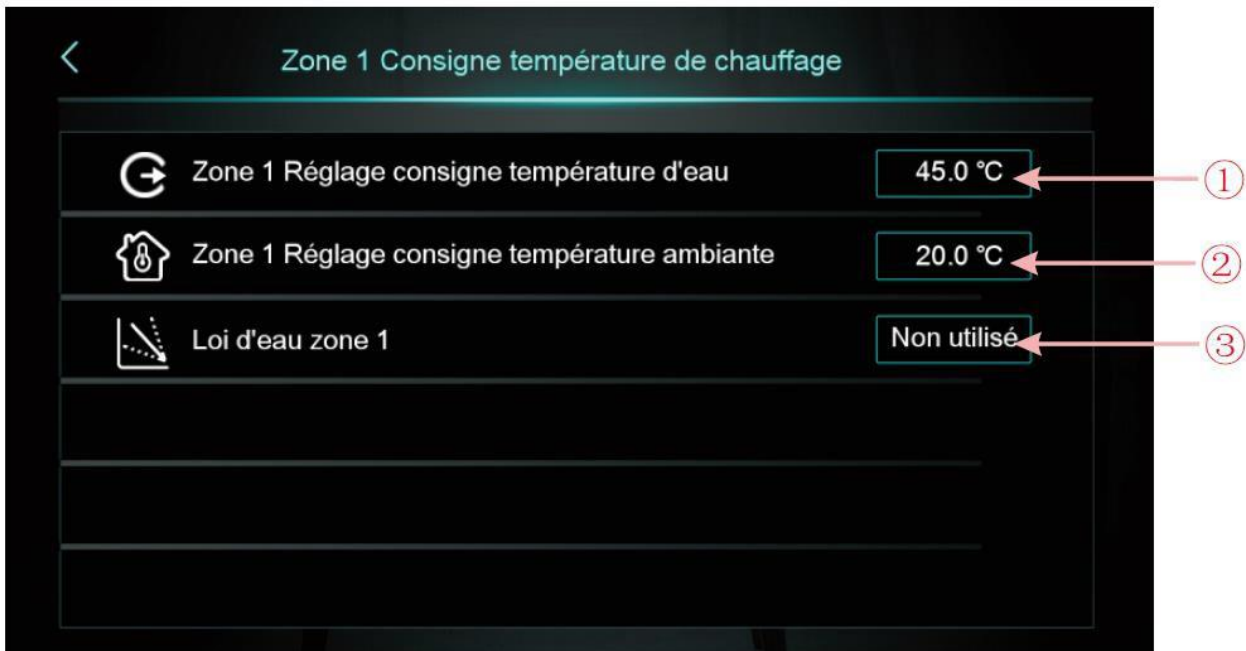 Zone 1 Consigne température de chauffage
Zone 1 Réglage consigne température d'eau 45.0 ℃ ①
Zone 1 Réglage consigne température ambiante 20.0 ℃ ②
Loi d'eau zone 1 Non utilisé ③